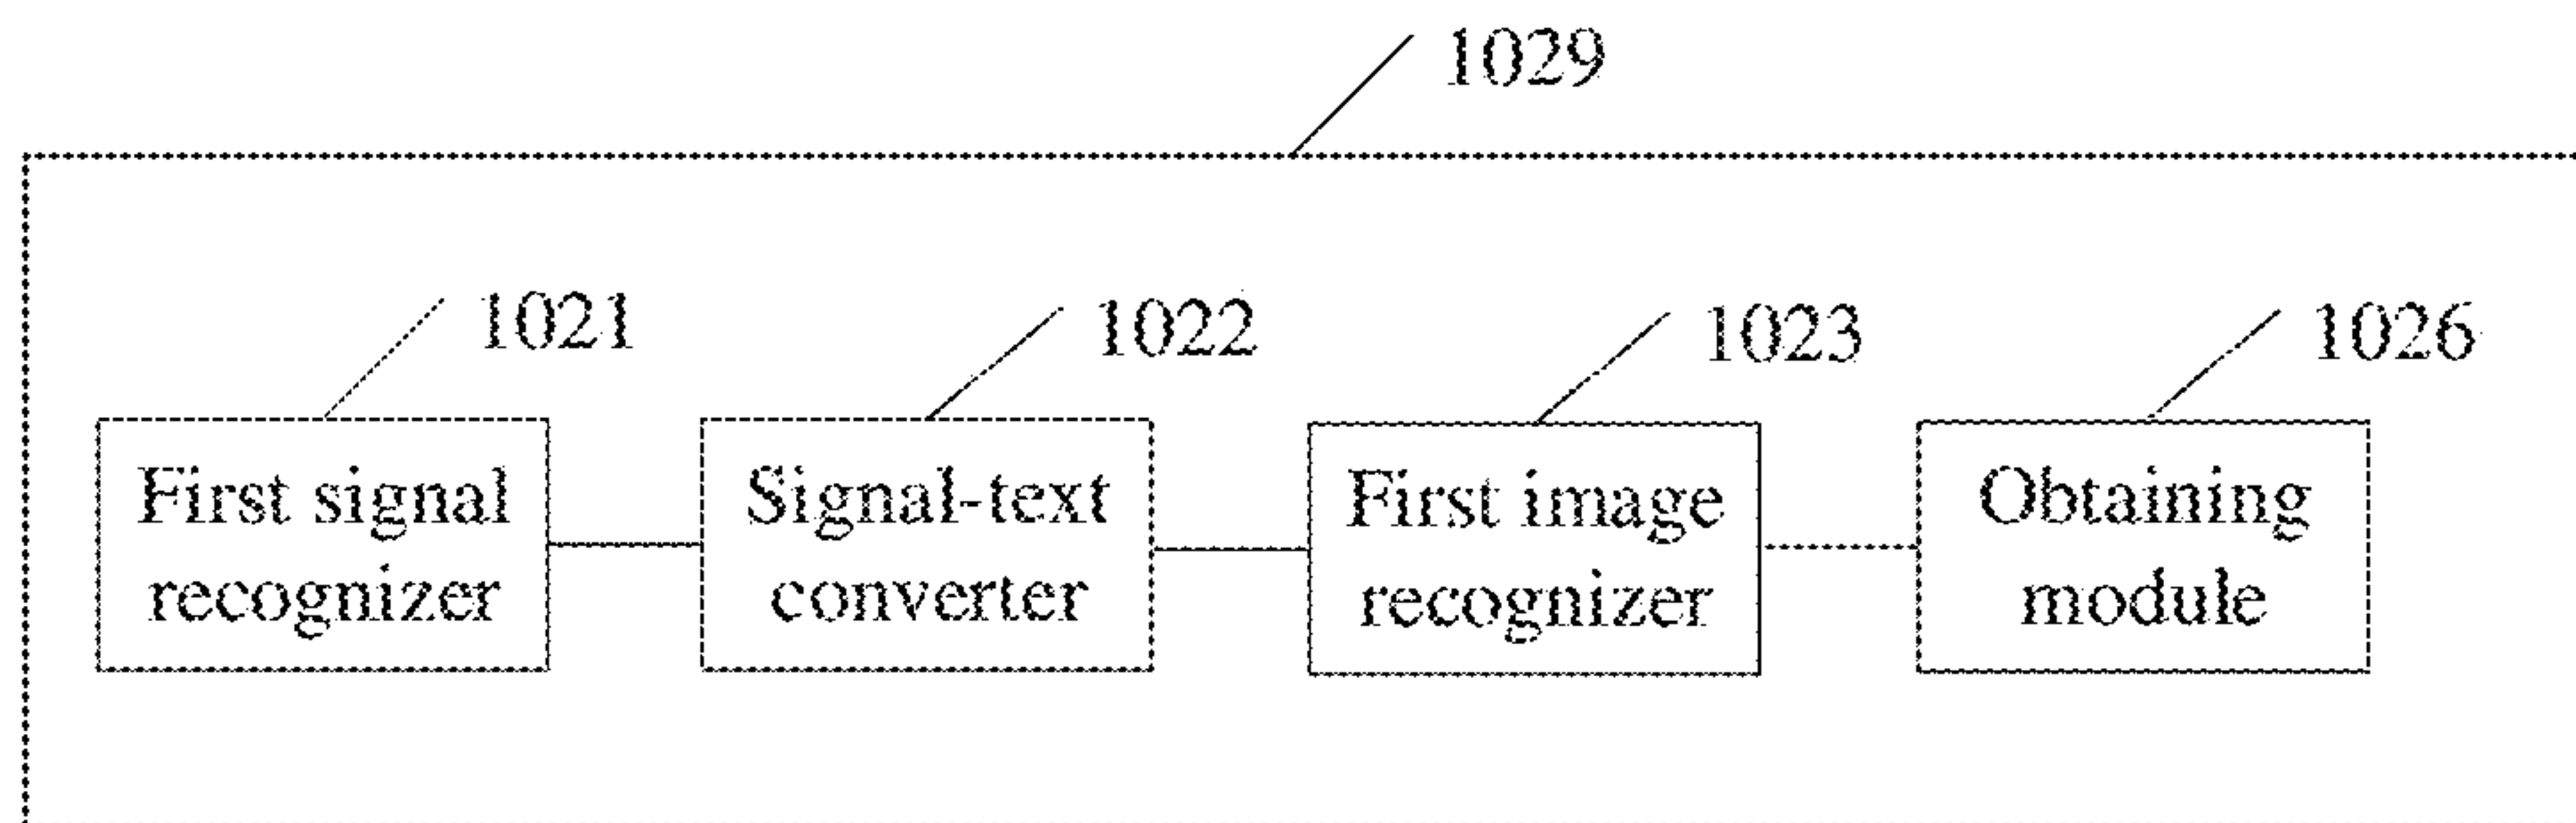 1029
1021
1022
1023
1026
First signal
recognizer
Signal-text
converter
First image
recognizer
Obtaining
module